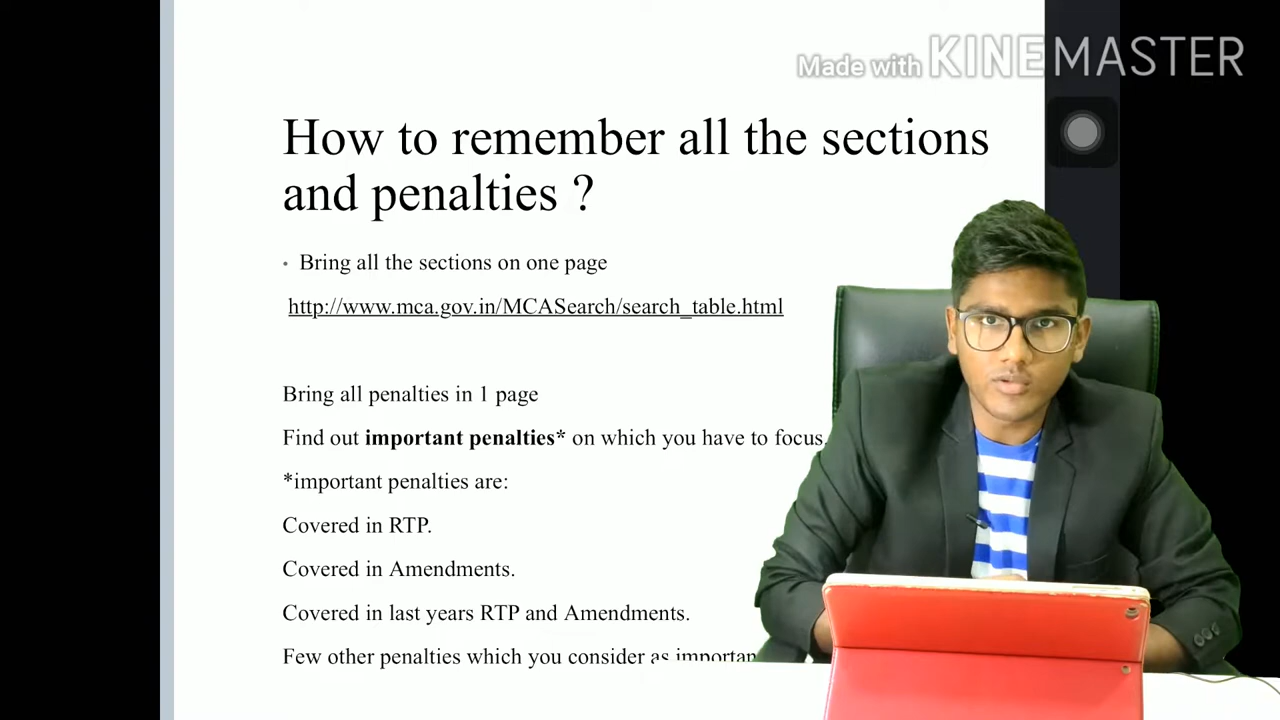 Made with KINEMASTER
How to remember all the sections
and penalties ?
• Bring all the sections on one page
http://www.mca.gov.in/MCASearch/search_table.html
Bring all penalties in 1 page
Find out important penalties* on which you have to focus.
*important penalties are:
Covered in RTP.
Covered in Amendments.
Covered in last years RTP and Amendments.
Few other penalties which you consider as importan